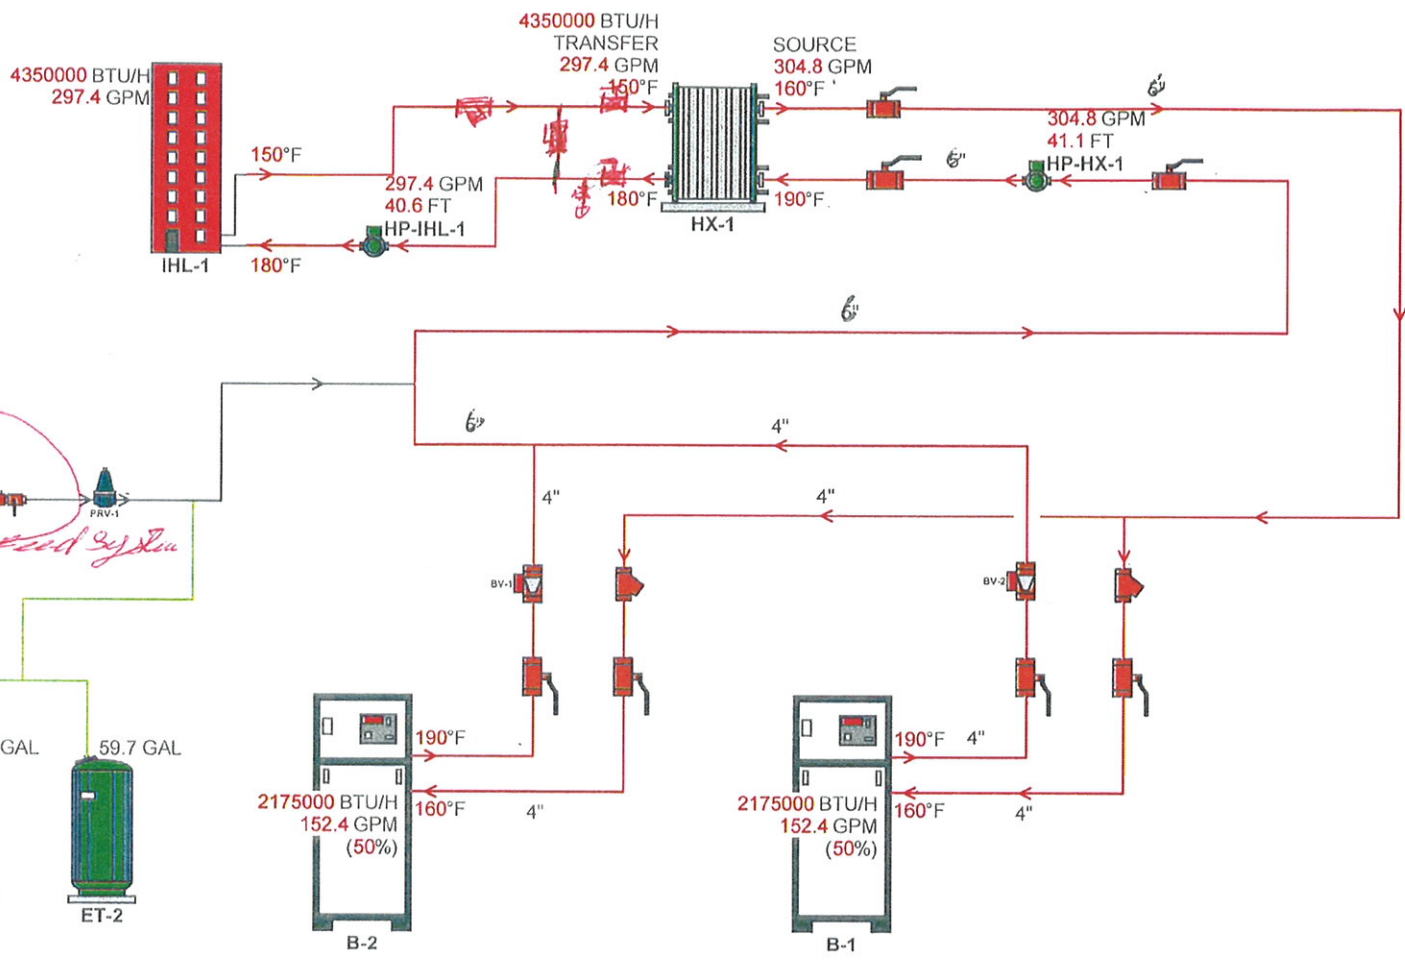 4350000 BTU/H
297.4 GPM
4350000 BTU/H
TRANSFER
297.4 GPM
150°F
SOURCE
304.8 GPM
160°F
6"
304.8 GPM
41.1 FT
HP-HX-1
6"
150°F
297.4 GPM
40.6 FT
HP-IHL-1
180°F
190°F
HX-1
IHL-1
180°F
6"
6"
4"
4"
4"
PRV-1
Feed System
BV-1
BV-2
GAL
59.7 GAL
ET-2
190°F
2175000 BTU/H
152.4 GPM
(50%)
160°F
4"
B-2
190°F
4"
2175000 BTU/H
152.4 GPM
(50%)
160°F
4"
B-1